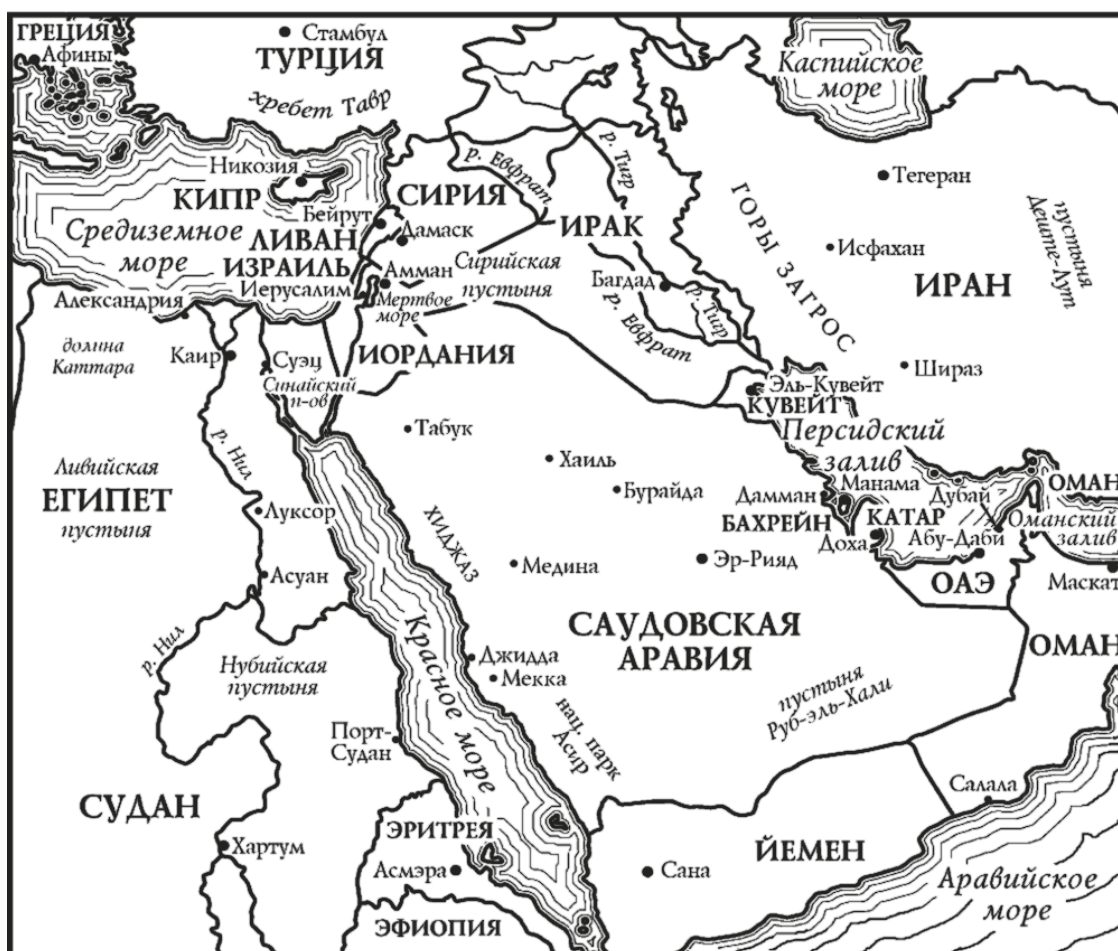 ГРЕЦИЯ
Афины
Стамбул
ТУРЦИЯ
хребет Тавр
Каспийское
море
Никозия
КИПР
Средиземное
море
СИРИЯ
р. Евфрат
р. Тигр
Бейрут
ЛИВАН
Дамаск
ИЗРАИЛЬ
Иерусалим
Амман
Мертвое
море
Сирийская
пустыня
ИРАК
Багдад
р. Тигр
р. Евфрат
ГОРЫ ЗАГРОС
Тегеран
Исфахан
ИРАН
пустыня
Деште-Лут
Шираз
Александрия
долина
Каттара
Каир
Суэц
Синайский
п-ов
ИОРДАНИЯ
Эль-Кувейт
КУВЕЙТ
Персидский
залив
Табук
Хаиль
Бурайда
р. Нил
Ливийская
ЕГИПЕТ
пустыня
Луксор
Асуан
ХИДЖАЗ
Медина
Эр-Рияд
Дамман
Манама
БАХРЕЙН
КАТАР
Доха
Дубай
Абу-Даби
ОАЭ
ОМАН
Оманский
залив
Маскат
ОМАН
САУДОВСКАЯ
АРАВИЯ
р. Нил
Нубийская
пустыня
Красное море
Джидда
Мекка
нац. парк
Асир
пустыня
Руб-эль-Хали
Порт-
Судан
СУДАН
Хартум
ЭРИТРЕЯ
Асмэра
ЭФИОПИЯ
Сана
ЙЕМЕН
Салала
Аравийское
море